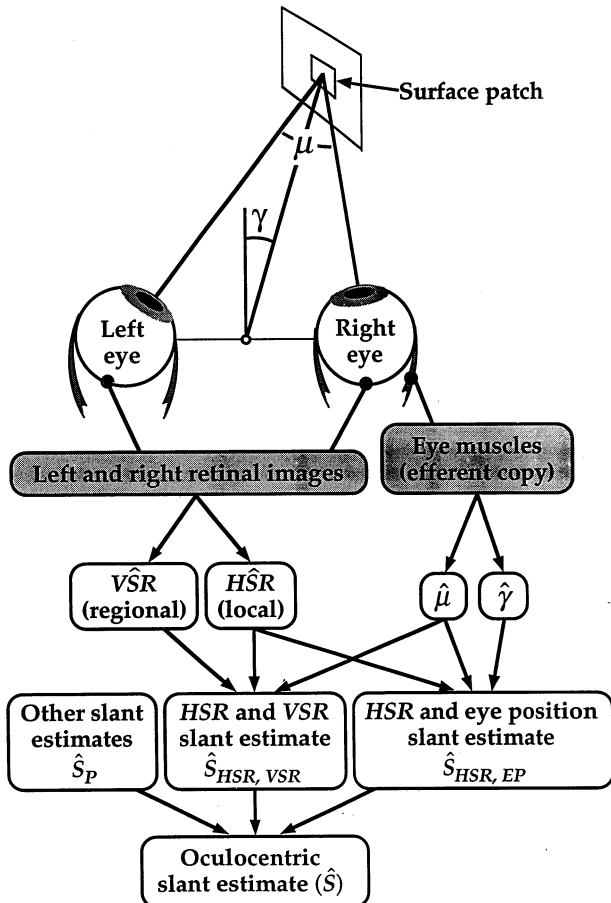 Surface patch
μ
γ
Left
eye
Right
eye
Left and right retinal images
Eye muscles
(efferent copy)
VŜR
(regional)
HŜR
(local)
μ̂
γ̂
Other slant
estimates
Ŝ_P
HSR and VSR
slant estimate
Ŝ_HSR, VSR
HSR and eye position
slant estimate
Ŝ_HSR, EP
Oculocentric
slant estimate (Ŝ)